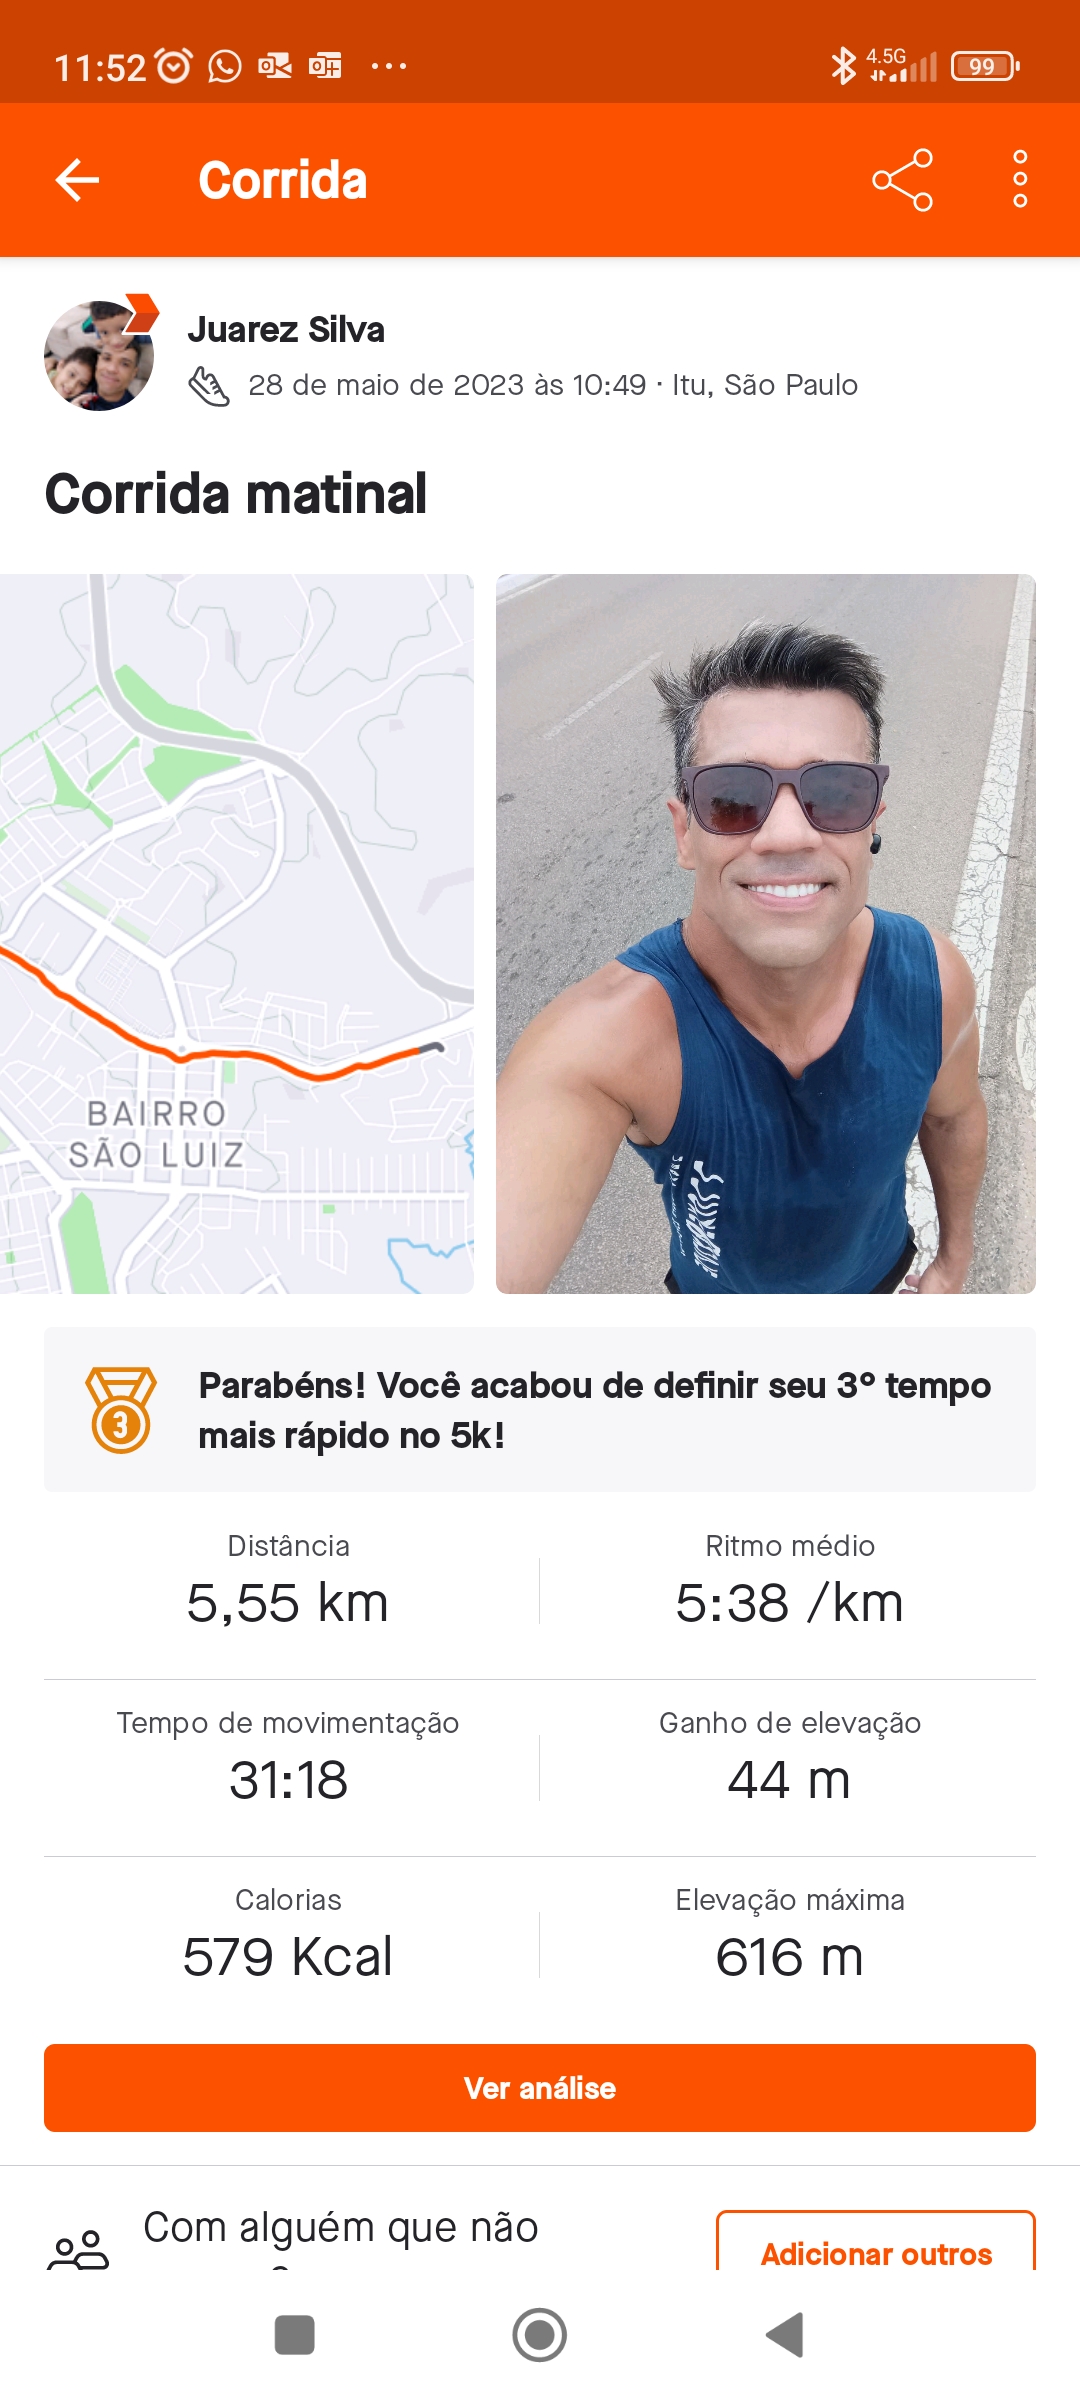 11:52
4.5G
99
Corrida
Juarez Silva
28 de maio de 2023 às 10:49 · Itu, São Paulo
Corrida matinal
BAIRRO
SÃO LUIZ
3
Parabéns! Você acabou de definir seu 3º tempo
mais rápido no 5k!
Distância
Ritmo médio
5,55 km
5:38 /km
Tempo de movimentação
Ganho de elevação
31:18
44 m
Calorias
Elevação máxima
579 Kcal
616 m
Ver análise
Com alguém que não
Adicionar outros